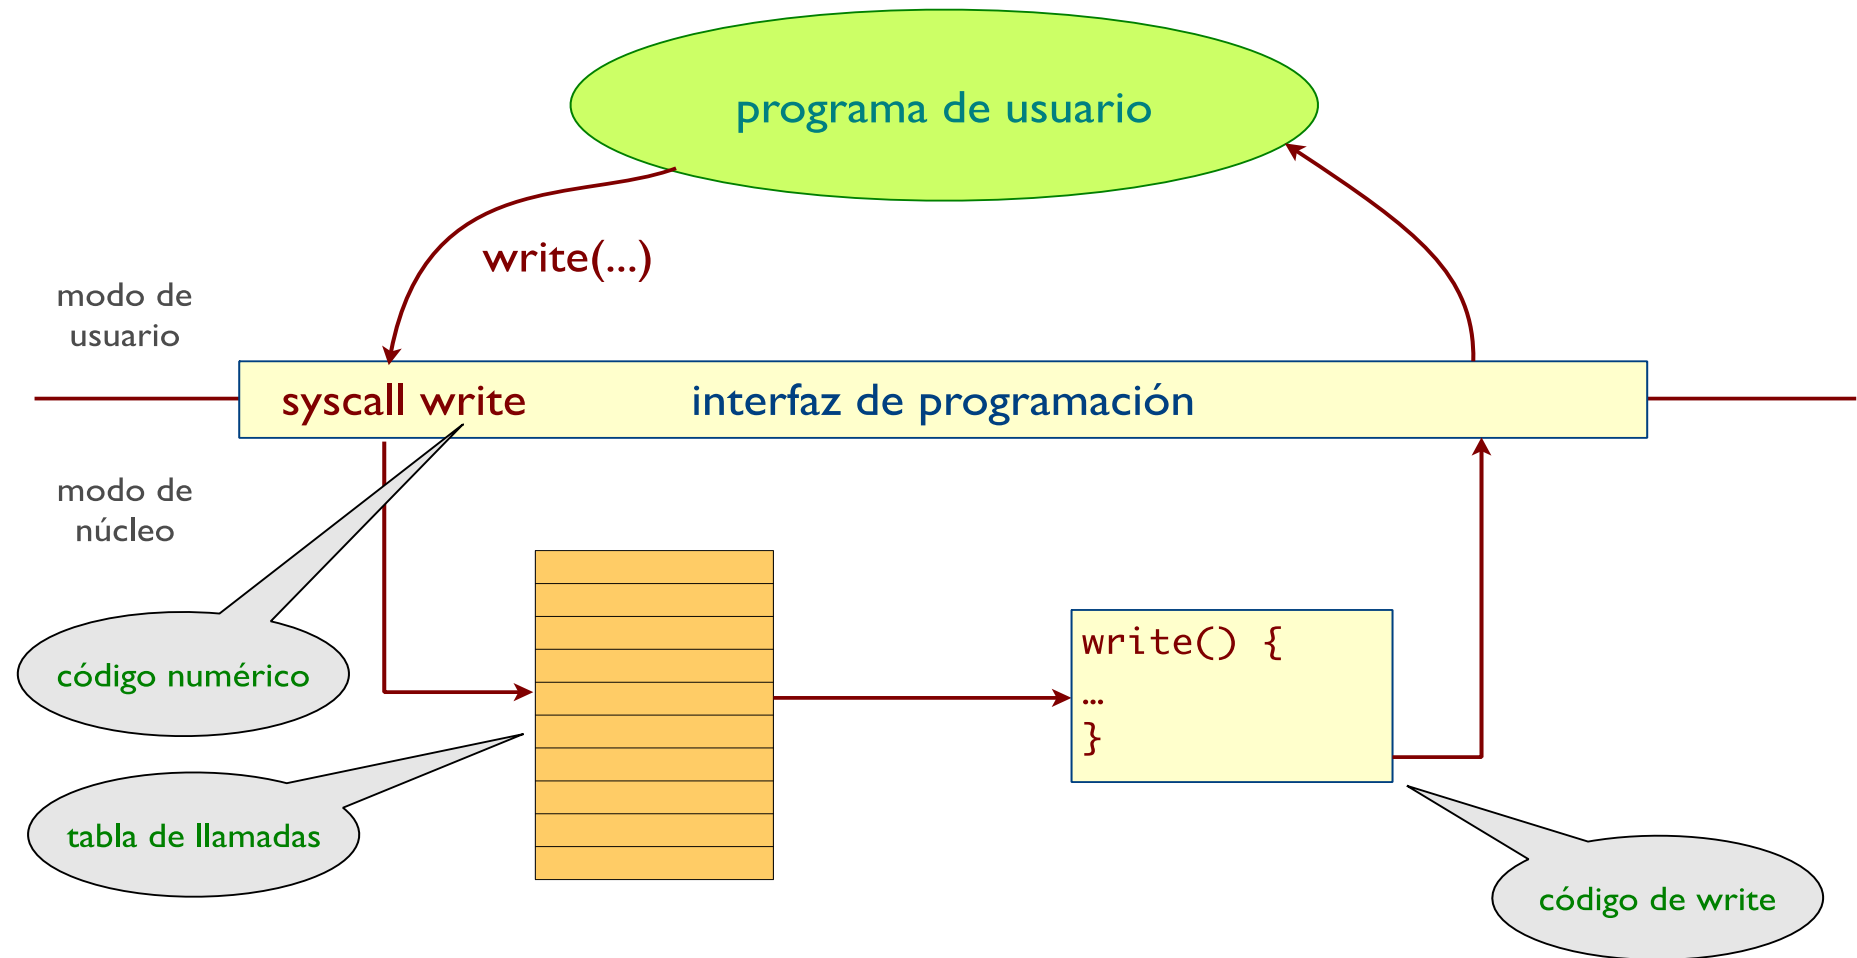 programa de usuario
write(...)
modo de
usuario
syscall write
interfaz de programación
modo de
núcleo
write() {
…
}
código numérico
tabla de llamadas
código de write